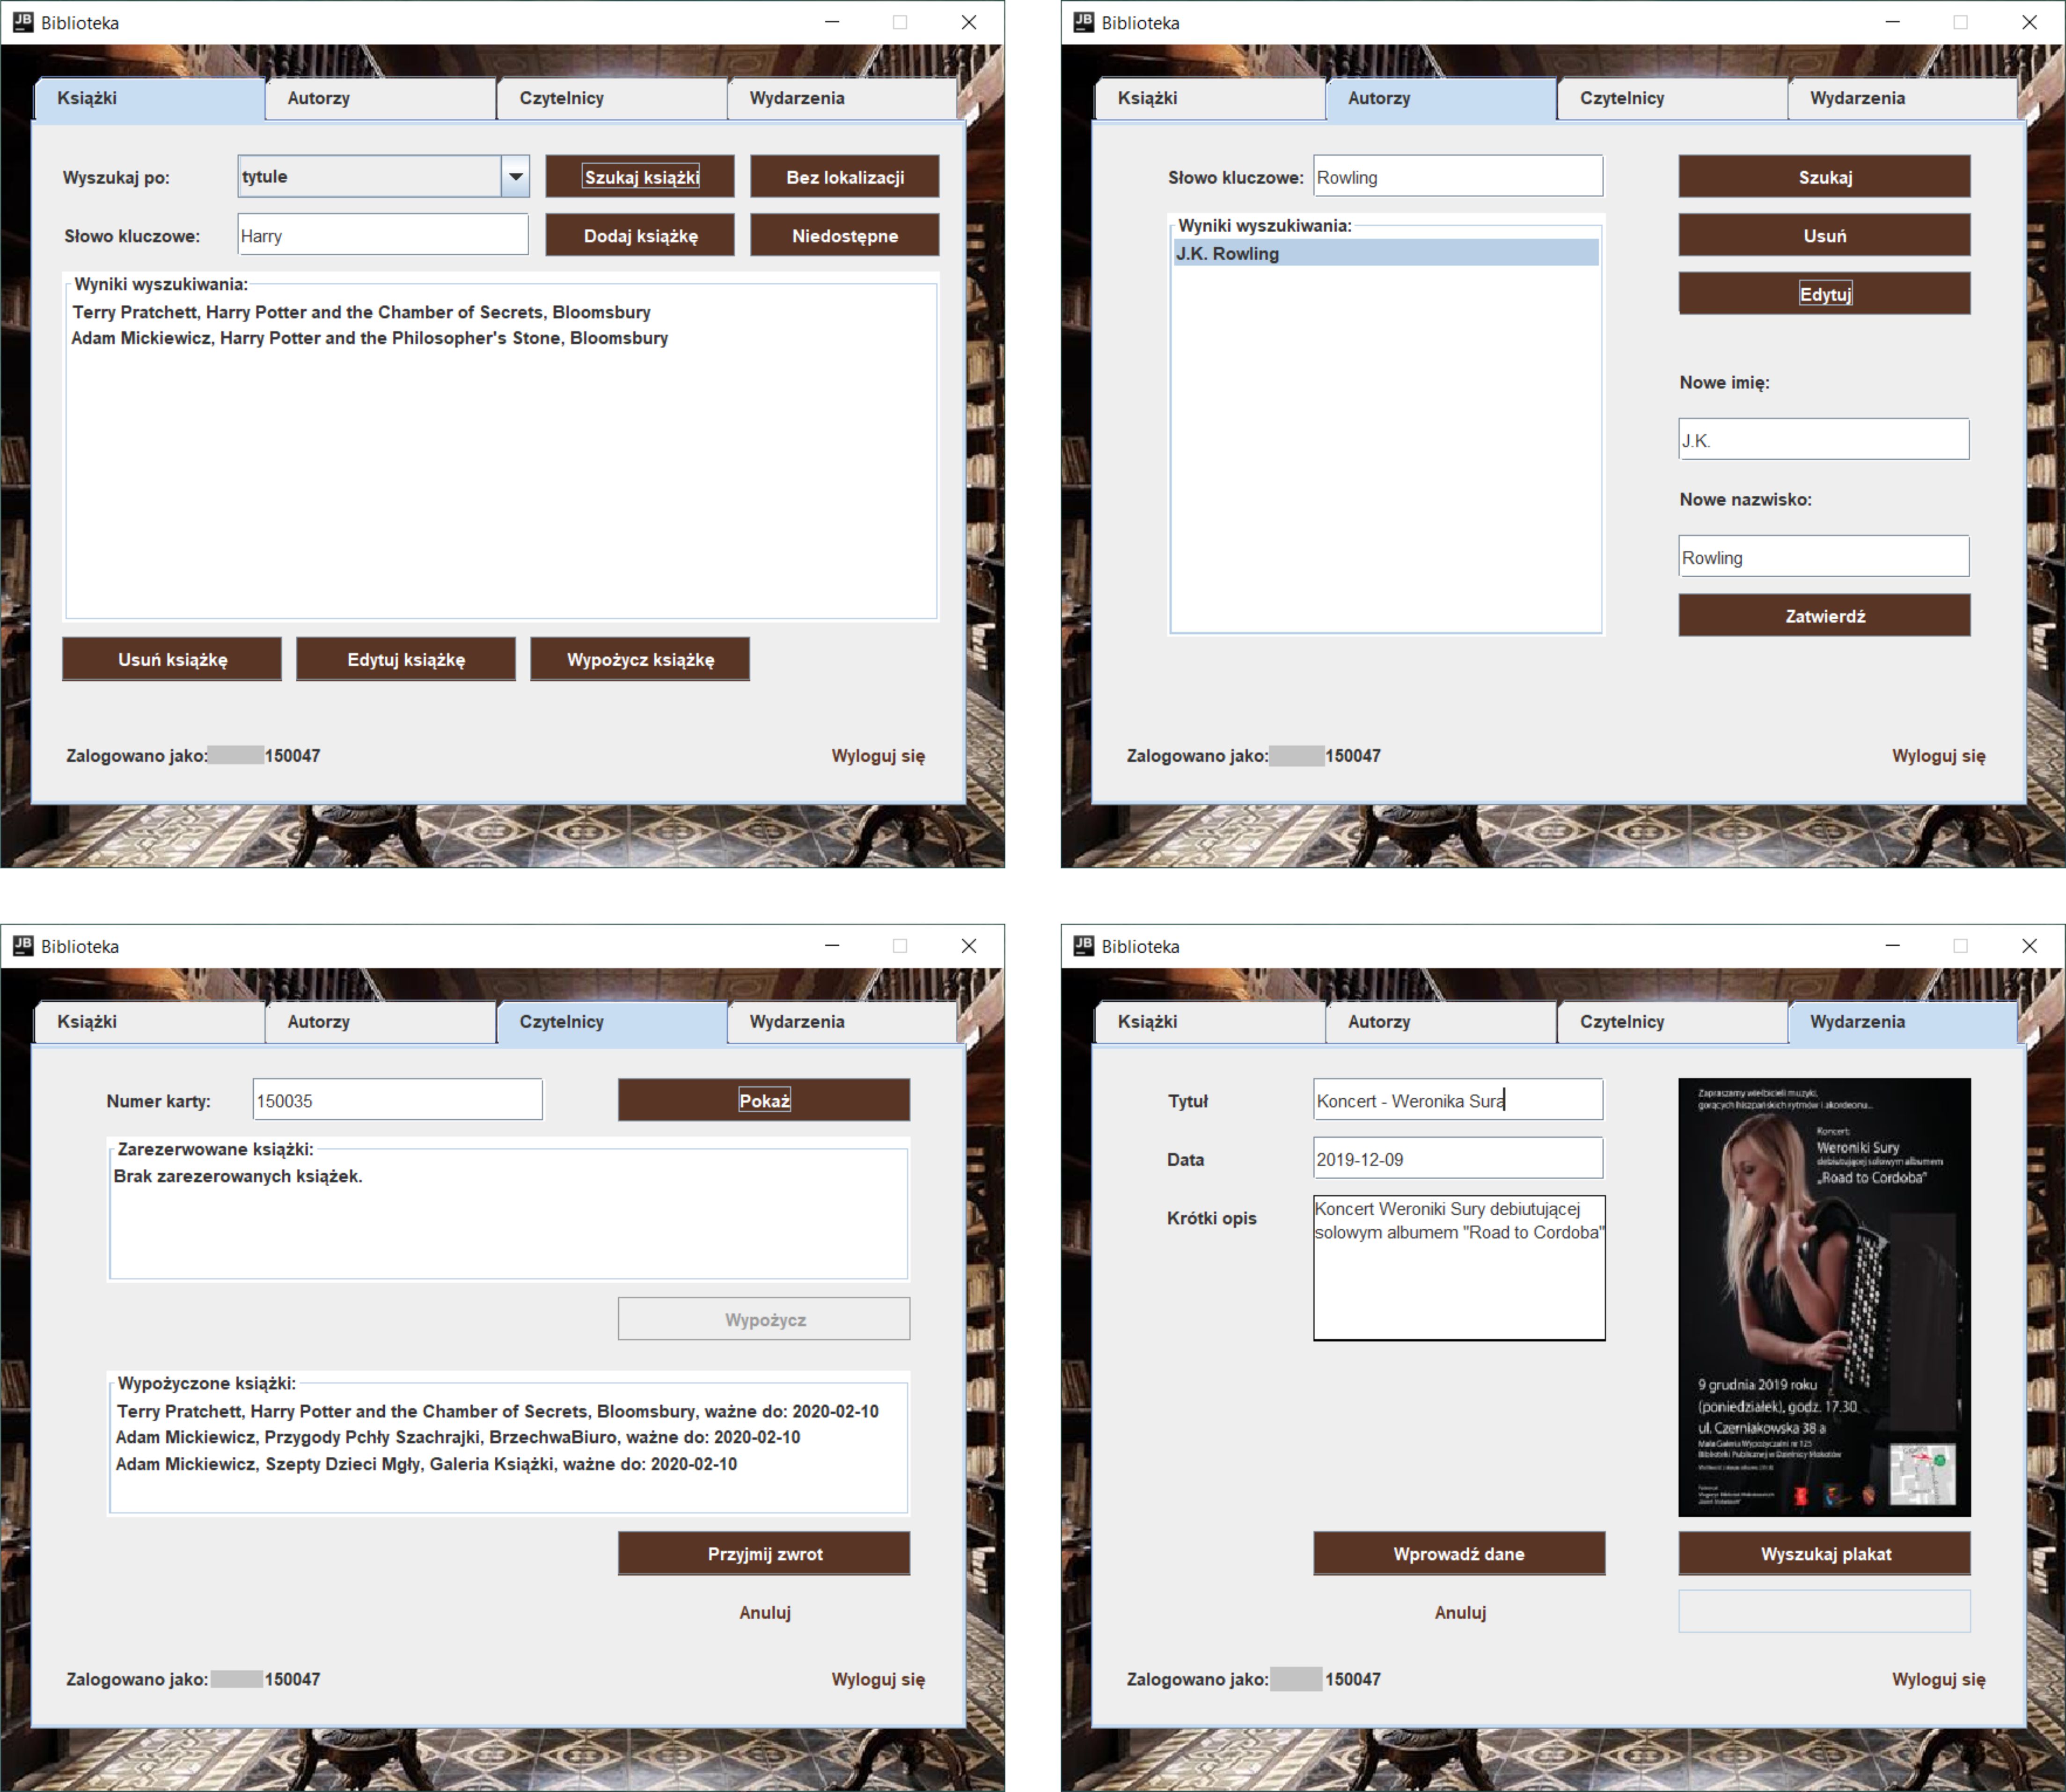 JB Biblioteka
Książki Autorzy Czytelnicy Wydarzenia
Wyszukaj po: tytule Szukaj książki Bez lokalizacji
Słowo kluczowe: Harry Dodaj książkę Niedostępne
Wyniki wyszukiwania:
Terry Pratchett, Harry Potter and the Chamber of Secrets, Bloomsbury
Adam Mickiewicz, Harry Potter and the Philosopher's Stone, Bloomsbury
Usuń książkę Edytuj książkę Wypożycz książkę
Zalogowano jako: 150047 Wyloguj się
JB Biblioteka
Książki Autorzy Czytelnicy Wydarzenia
Słowo kluczowe: Rowling Szukaj
Wyniki wyszukiwania:
J.K. Rowling
Usuń
Edytuj
Nowe imię:
J.K.
Nowe nazwisko:
Rowling
Zatwierdź
Zalogowano jako: 150047 Wyloguj się
JB Biblioteka
Książki Autorzy Czytelnicy Wydarzenia
Numer karty: 150035 Pokaż
Zarezerwowane książki:
Brak zarezerowanych książek.
Wypożycz
Wypożyczone książki:
Terry Pratchett, Harry Potter and the Chamber of Secrets, Bloomsbury, ważne do: 2020-02-10
Adam Mickiewicz, Przygody Pchły Szachrajki, BrzechwaBiuro, ważne do: 2020-02-10
Adam Mickiewicz, Szepty Dzieci Mgły, Galeria Książki, ważne do: 2020-02-10
Przyjmij zwrot
Anuluj
Zalogowano jako: 150047 Wyloguj się
JB Biblioteka
Książki Autorzy Czytelnicy Wydarzenia
Tytuł Koncert - Weronika Sura
Data 2019-12-09
Krótki opis Koncert Weroniki Sury debiutującej
solowym albumem "Road to Cordoba"
Zapraszamy wielbicieli muzyki,
gorących hiszpańskich rytmów i akordeonu...
Koncert:
Weroniki Sury
debiutującej solowym albumem
„Road to Cordoba”
9 grudnia 2019 roku
(poniedziałek), godz. 17.30
ul. Czerniakowska 38 a
Mała Galeria Wypożyczalni nr 125
Biblioteki Publicznej w Dzielnicy Mokotów
Wprowadź dane Wyszukaj plakat
Anuluj
Zalogowano jako: 150047 Wyloguj się